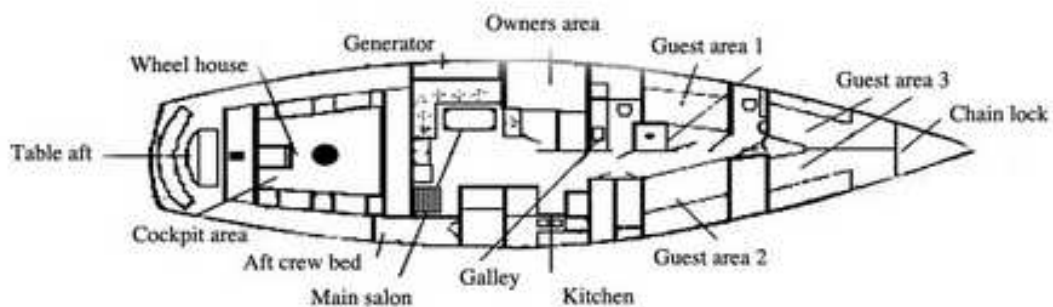 Owners area
Generator
Guest area 1
Wheel house
Guest area 3
Chain lock
Table aft
Cockpit area
Guest area 2
Aft crew bed
Galley
Main salon
Kitchen